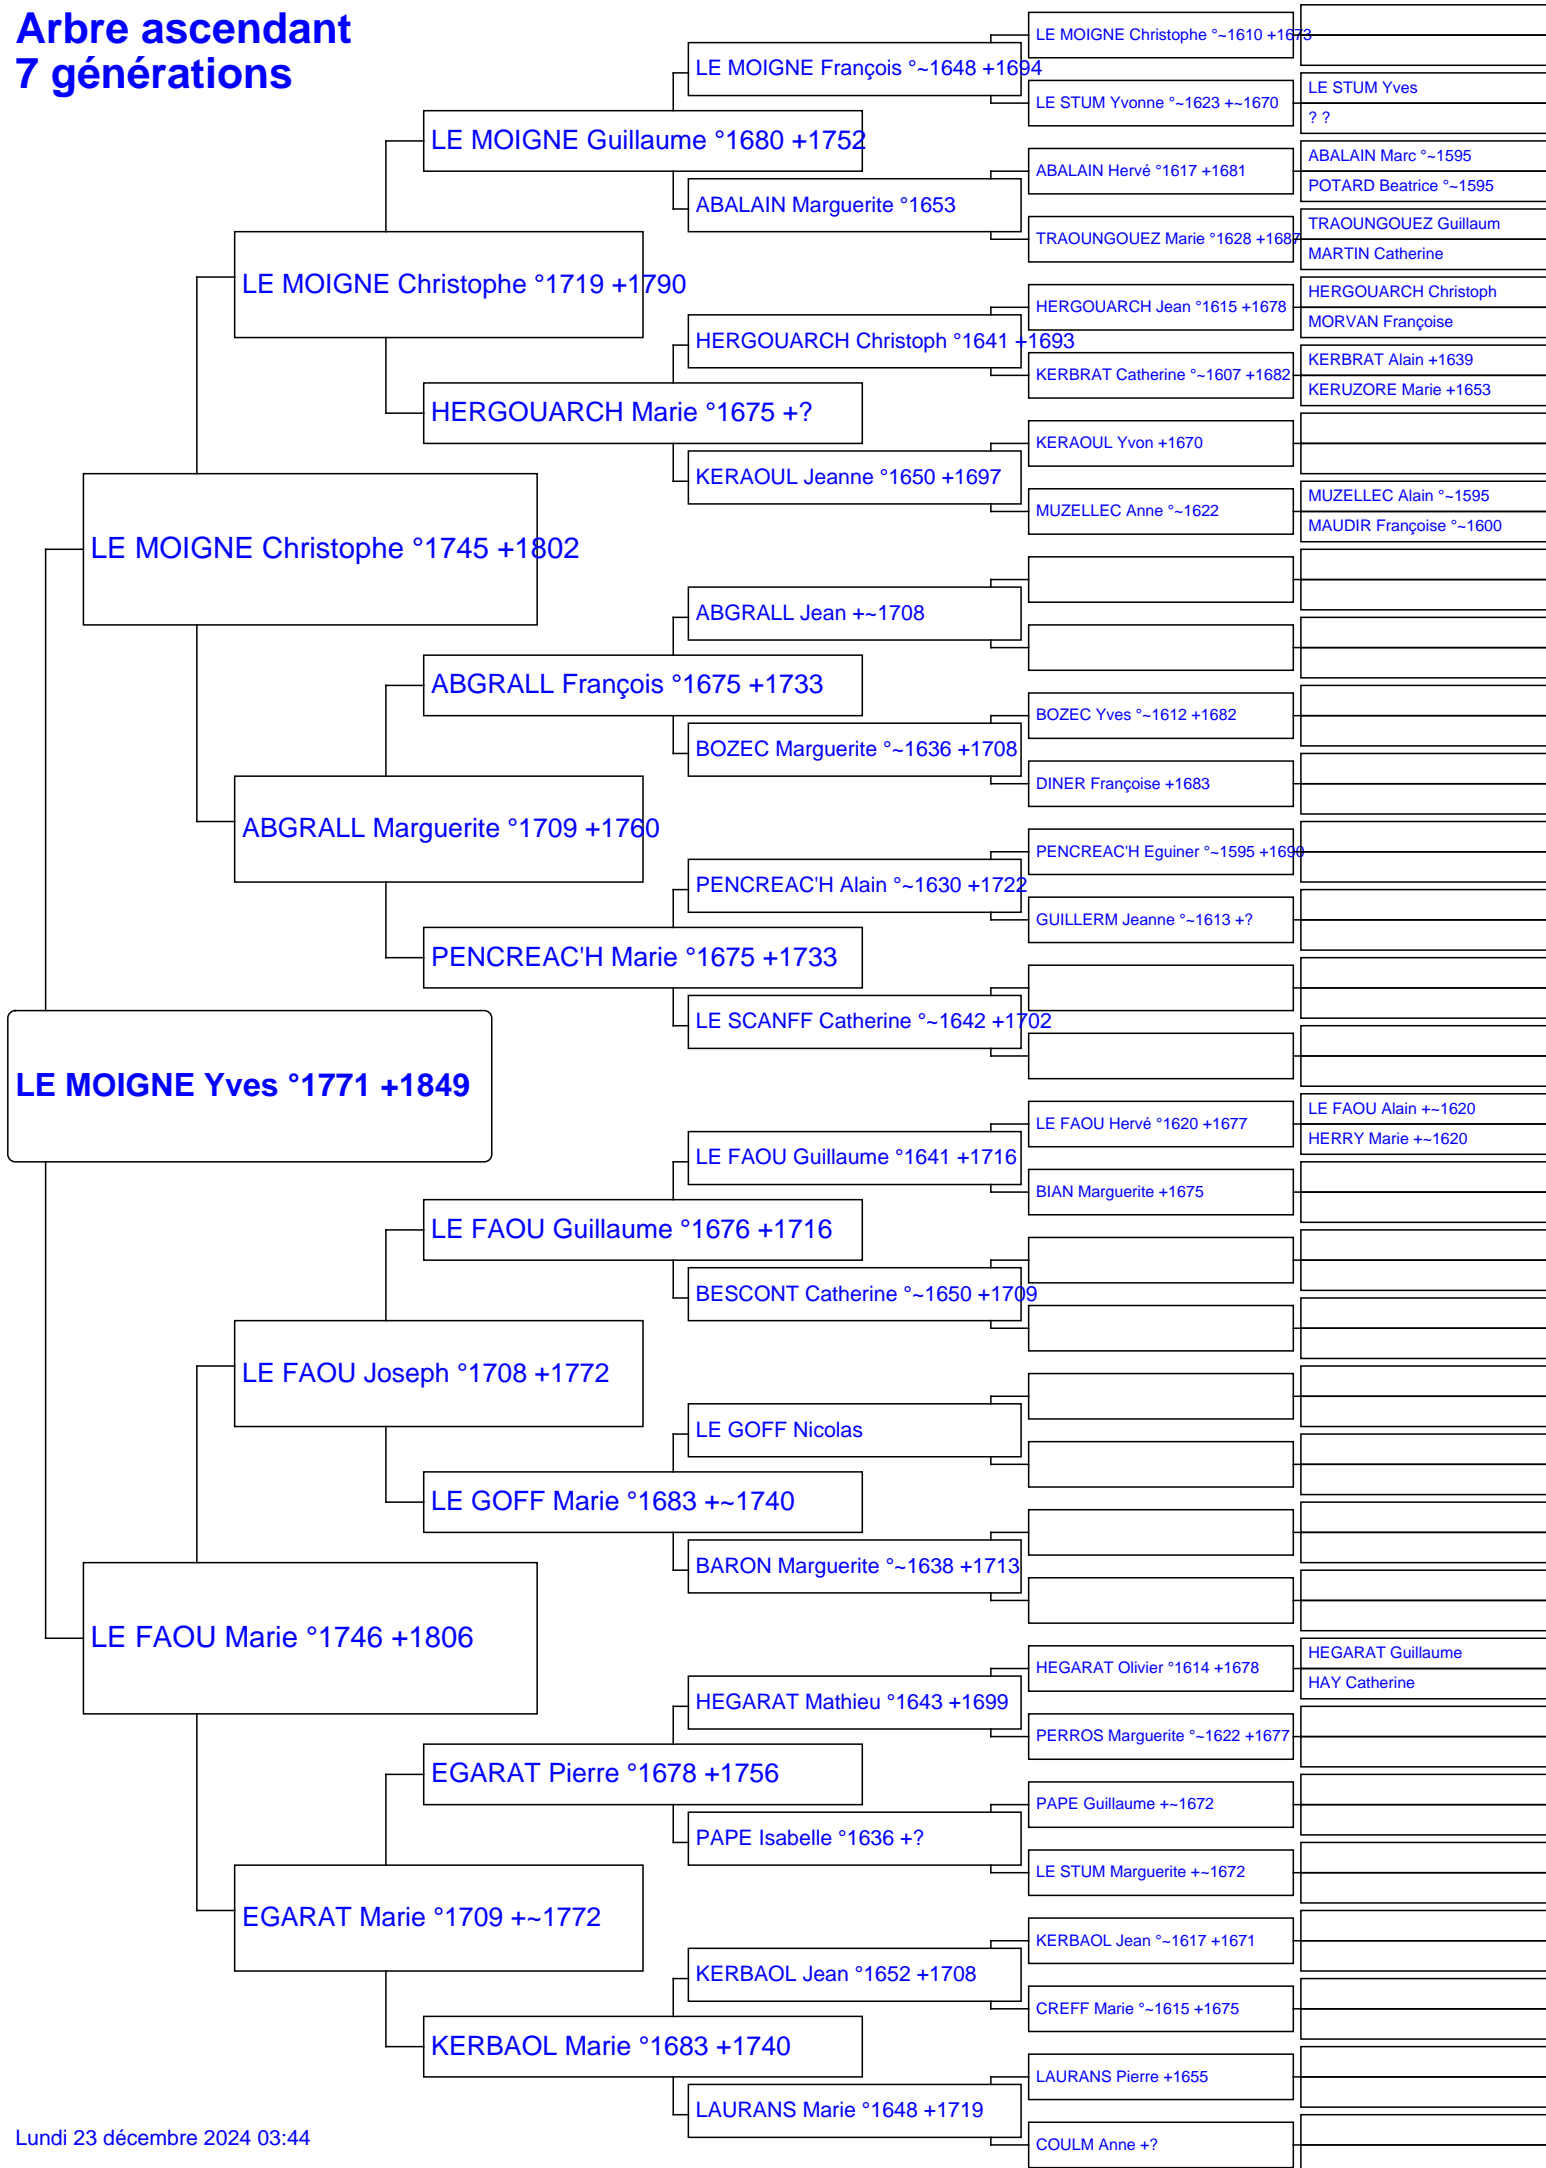 Arbre ascendant
7 générations
LE MOIGNE Christophe °~1610 +1673
LE MOIGNE François °~1648 +1694
LE STUM Yves
LE STUM Yvonne °~1623 +~1670
? ?
LE MOIGNE Guillaume °1680 +1752
ABALAIN Marc °~1595
ABALAIN Hervé °1617 +1681
POTARD Beatrice °~1595
ABALAIN Marguerite °1653
TRAOUNGOUEZ Guillaum
TRAOUNGOUEZ Marie °1628 +1687
MARTIN Catherine
LE MOIGNE Christophe °1719 +1790
HERGOUARCH Christoph
HERGOUARCH Jean °1615 +1678
MORVAN Françoise
HERGOUARCH Christoph °1641 +1693
KERBRAT Alain +1639
KERBRAT Catherine °~1607 +1682
KERUZORE Marie +1653
HERGOUARCH Marie °1675 +?
KERAOUL Yvon +1670
KERAOUL Jeanne °1650 +1697
MUZELLEC Alain °~1595
MUZELLEC Anne °~1622
MAUDIR Françoise °~1600
LE MOIGNE Christophe °1745 +1802
ABGRALL Jean +~1708
ABGRALL François °1675 +1733
BOZEC Yves °~1612 +1682
BOZEC Marguerite °~1636 +1708
DINER Françoise +1683
ABGRALL Marguerite °1709 +1760
PENCREAC'H Eguiner °~1595 +1690
PENCREAC'H Alain °~1630 +1722
GUILLERM Jeanne °~1613 +?
PENCREAC'H Marie °1675 +1733
LE SCANFF Catherine °~1642 +1702
LE MOIGNE Yves °1771 +1849
LE FAOU Alain +~1620
LE FAOU Hervé °1620 +1677
HERRY Marie +~1620
LE FAOU Guillaume °1641 +1716
BIAN Marguerite +1675
LE FAOU Guillaume °1676 +1716
BESCONT Catherine °~1650 +1709
LE FAOU Joseph °1708 +1772
LE GOFF Nicolas
LE GOFF Marie °1683 +~1740
BARON Marguerite °~1638 +1713
LE FAOU Marie °1746 +1806
HEGARAT Guillaume
HEGARAT Olivier °1614 +1678
HAY Catherine
HEGARAT Mathieu °1643 +1699
PERROS Marguerite °~1622 +1677
EGARAT Pierre °1678 +1756
PAPE Guillaume +~1672
PAPE Isabelle °1636 +?
LE STUM Marguerite +~1672
EGARAT Marie °1709 +~1772
KERBAOL Jean °~1617 +1671
KERBAOL Jean °1652 +1708
CREFF Marie °~1615 +1675
KERBAOL Marie °1683 +1740
LAURANS Pierre +1655
LAURANS Marie °1648 +1719
COULM Anne +?
Lundi 23 décembre 2024 03:44